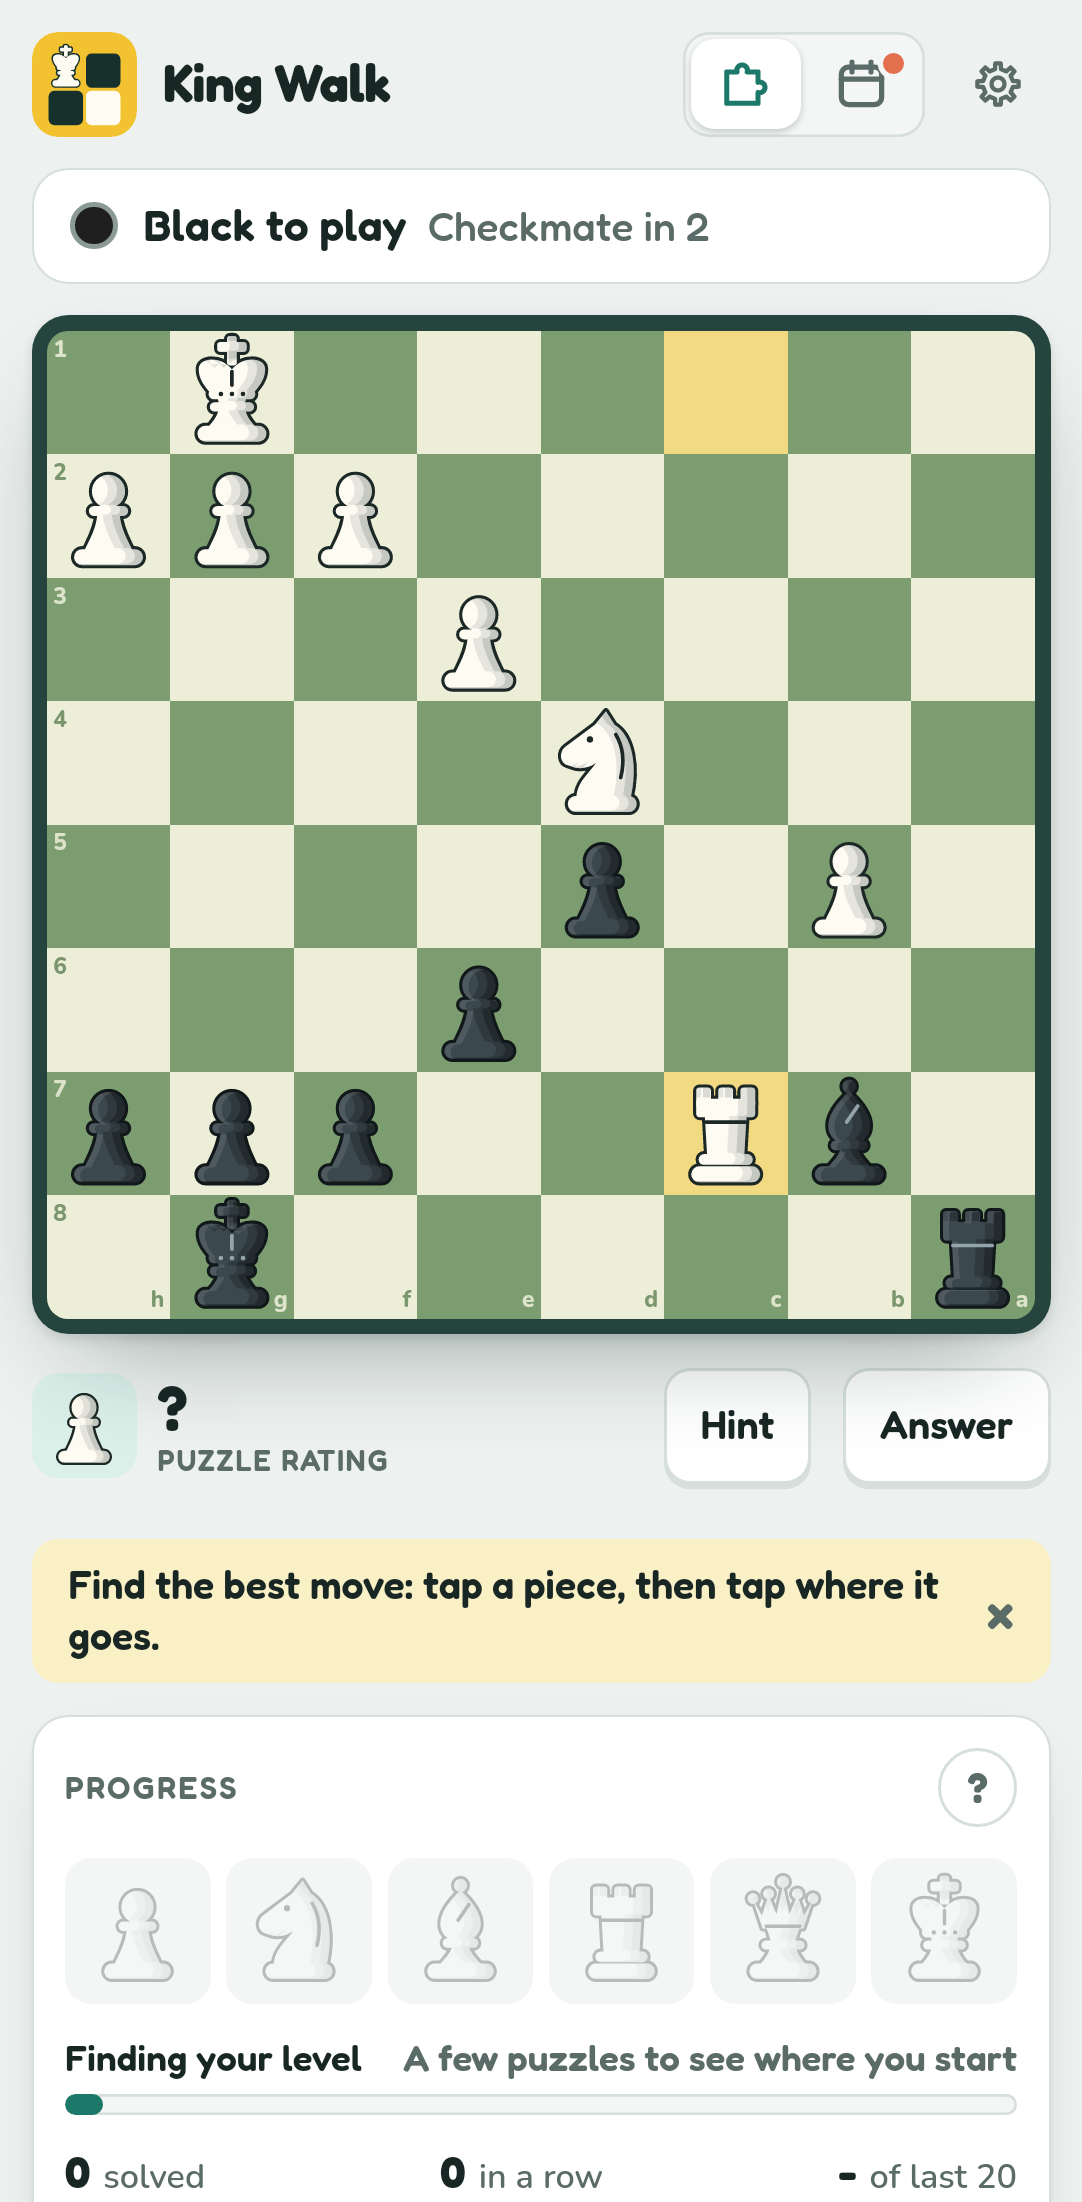 King Walk
Black to play Checkmate in 2
1
2
3
4
5
6
7
8
h g f e d c b a
?
PUZZLE RATING
Hint
Answer
Find the best move: tap a piece, then tap where it
goes.
PROGRESS
?
Finding your level A few puzzles to see where you start
0 solved 0 in a row - of last 20